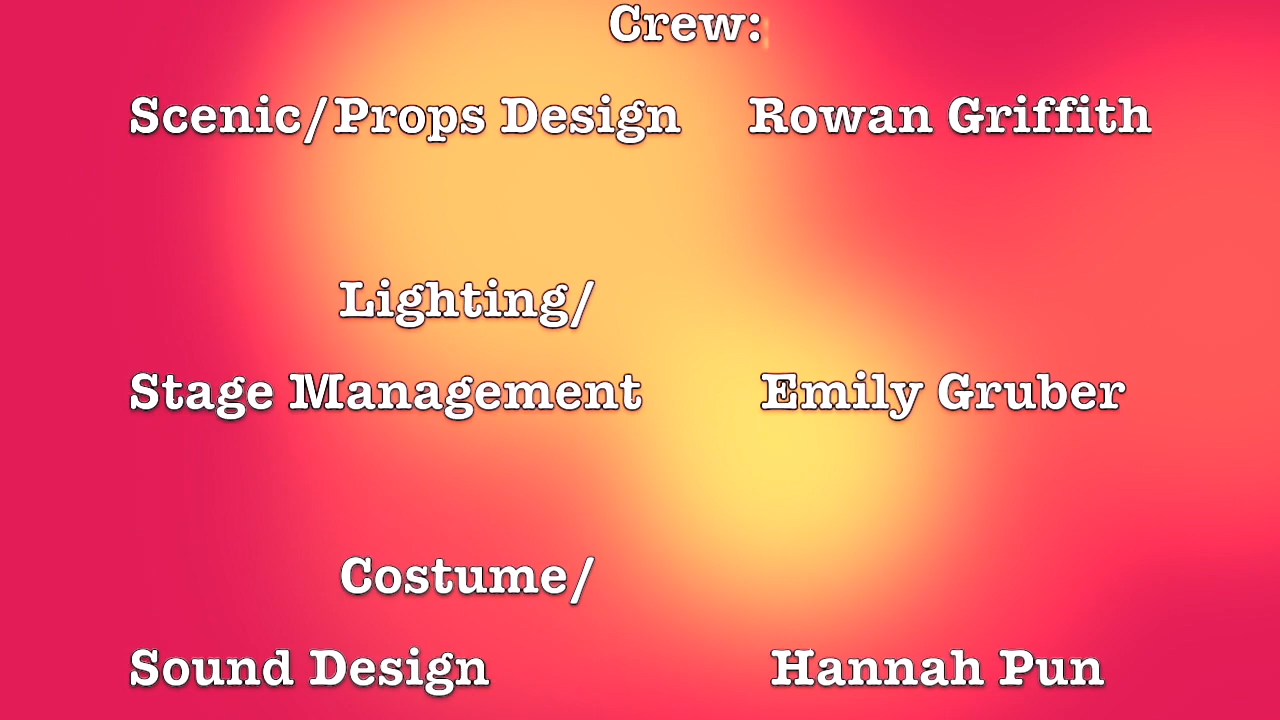 Crew:
Scenic/Props Design Rowan Griffith
Lighting/
Stage Management Emily Gruber
Costume/
Sound Design Hannah Pun